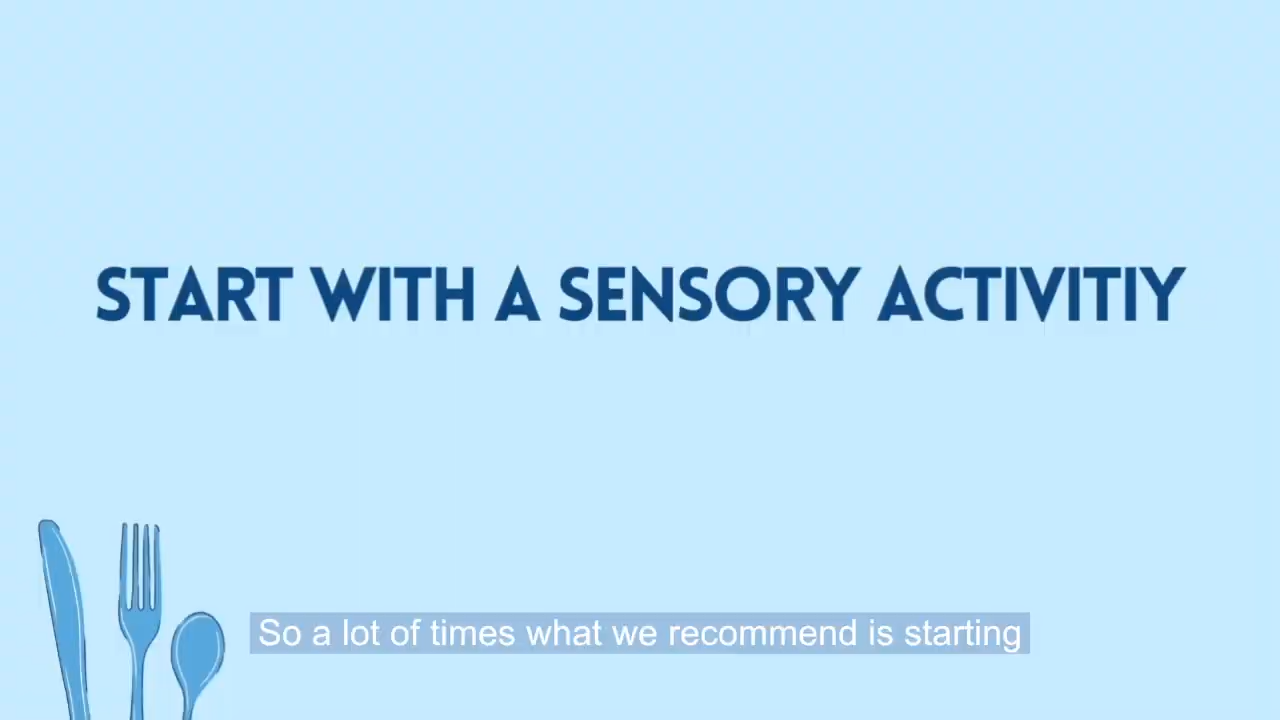 START WITH A SENSORY ACTIVITIY
So a lot of times what we recommend is starting